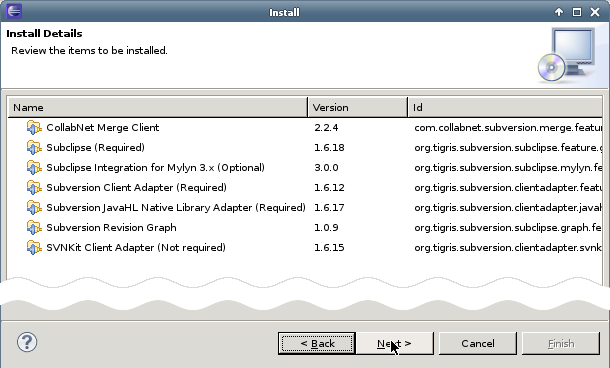 Install
Install Details
Review the items to be installed.
Name Version Id
CollabNet Merge Client 2.2.4 com.collabnet.subversion.merge.featur
Subclipse (Required) 1.6.18 org.tigris.subversion.subclipse.feature.g
Subclipse Integration for Mylyn 3.x (Optional) 3.0.0 org.tigris.subversion.subclipse.mylyn.fe
Subversion Client Adapter (Required) 1.6.12 org.tigris.subversion.clientadapter.featu
Subversion JavaHL Native Library Adapter (Required) 1.6.17 org.tigris.subversion.clientadapter.javah
Subversion Revision Graph 1.0.9 org.tigris.subversion.subclipse.graph.fe
SVNKit Client Adapter (Not required) 1.6.15 org.tigris.subversion.clientadapter.svnk
? < Back Next > Cancel Finish